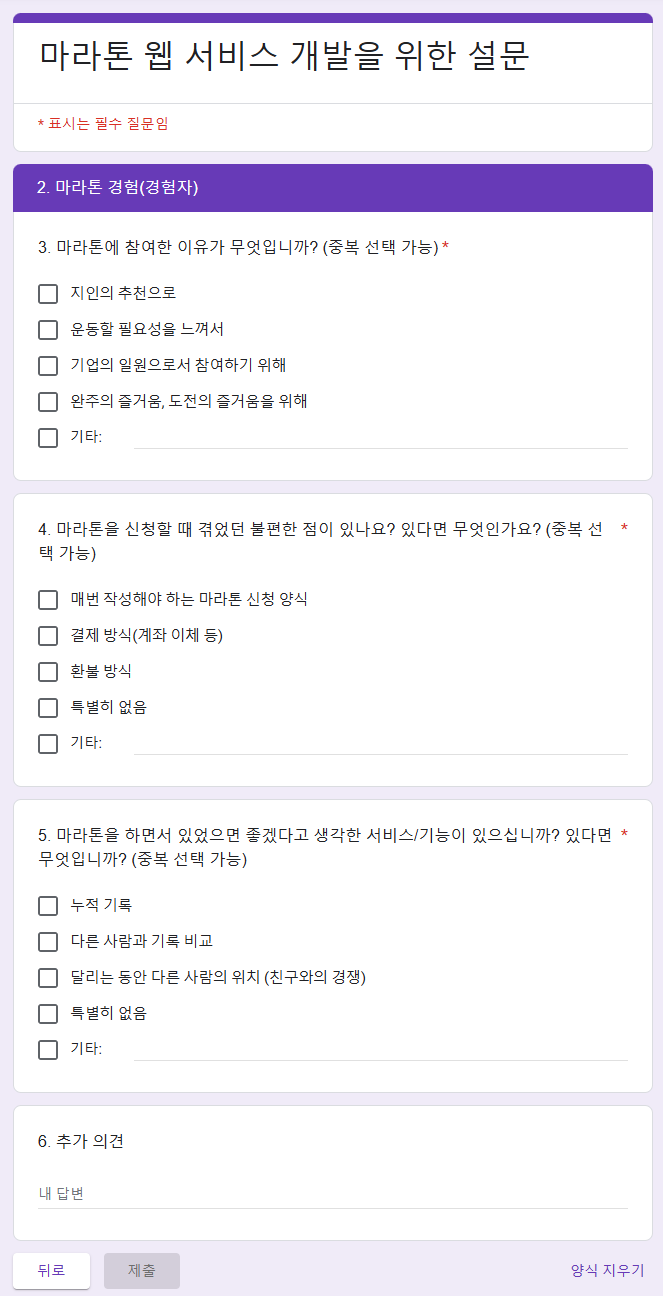 마라톤 웹 서비스 개발을 위한 설문
* 표시는 필수 질문임
2. 마라톤 경험(경험자)
3. 마라톤에 참여한 이유가 무엇입니까? (중복 선택 가능) *
지인의 추천으로
운동할 필요성을 느껴서
기업의 일원으로서 참여하기 위해
완주의 즐거움, 도전의 즐거움을 위해
기타:
4. 마라톤을 신청할 때 겪었던 불편한 점이 있나요? 있다면 무엇인가요? (중복 선 *
택 가능)
매번 작성해야 하는 마라톤 신청 양식
결제 방식(계좌 이체 등)
환불 방식
특별히 없음
기타:
5. 마라톤을 하면서 있었으면 좋겠다고 생각한 서비스/기능이 있으십니까? 있다면 *
무엇입니까? (중복 선택 가능)
누적 기록
다른 사람과 기록 비교
달리는 동안 다른 사람의 위치 (친구와의 경쟁)
특별히 없음
기타:
6. 추가 의견
내 답변
뒤로 제출 양식 지우기